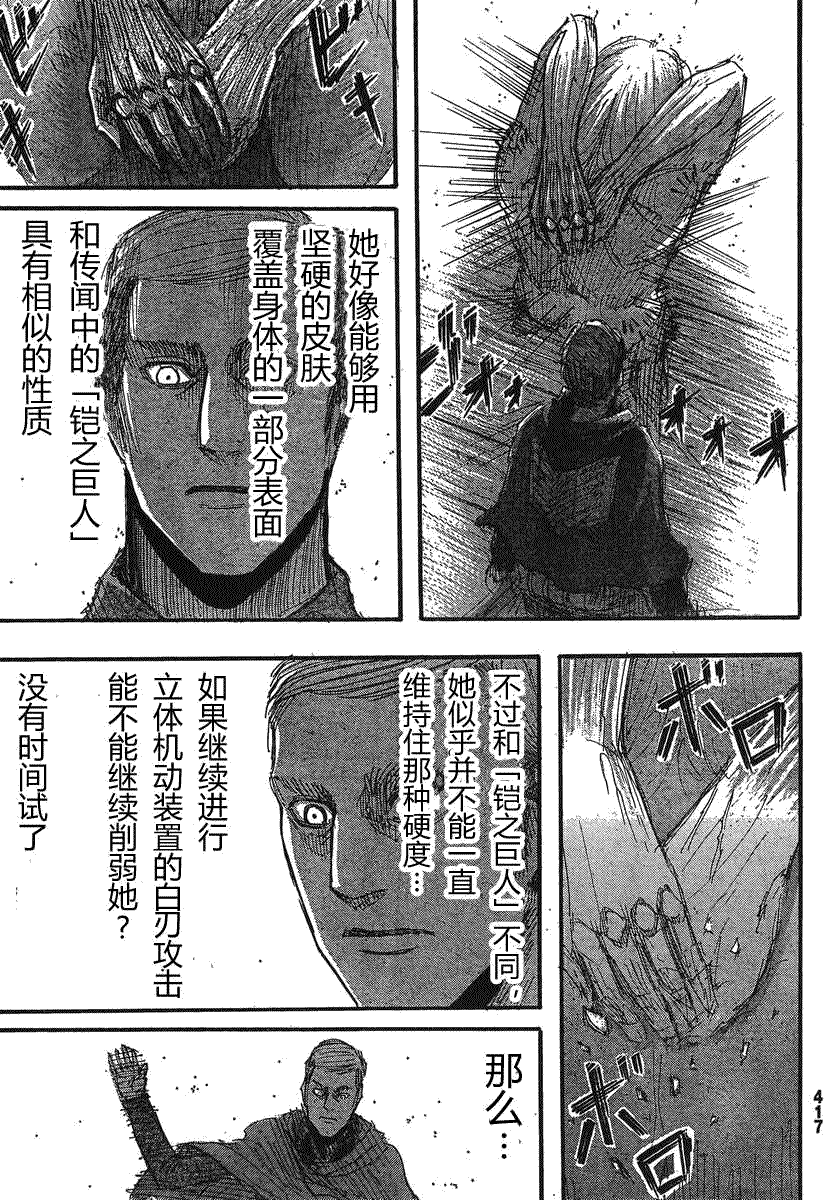 ビ
ビ
ビ
ビ
ゴ
オ
オ
オ
オ
オ
她好像能够用
坚硬的皮肤
覆盖身体的一部分表面
和传闻中的「铠之巨人」
具有相似的性质
ボロ
ボロ
不过和「铠之巨人」不同，
她似乎并不能一直
维持住那种硬度…
如果继续进行
立体机动装置的白刃攻击
能不能继续削弱她？
没有时间试了
那么…
417